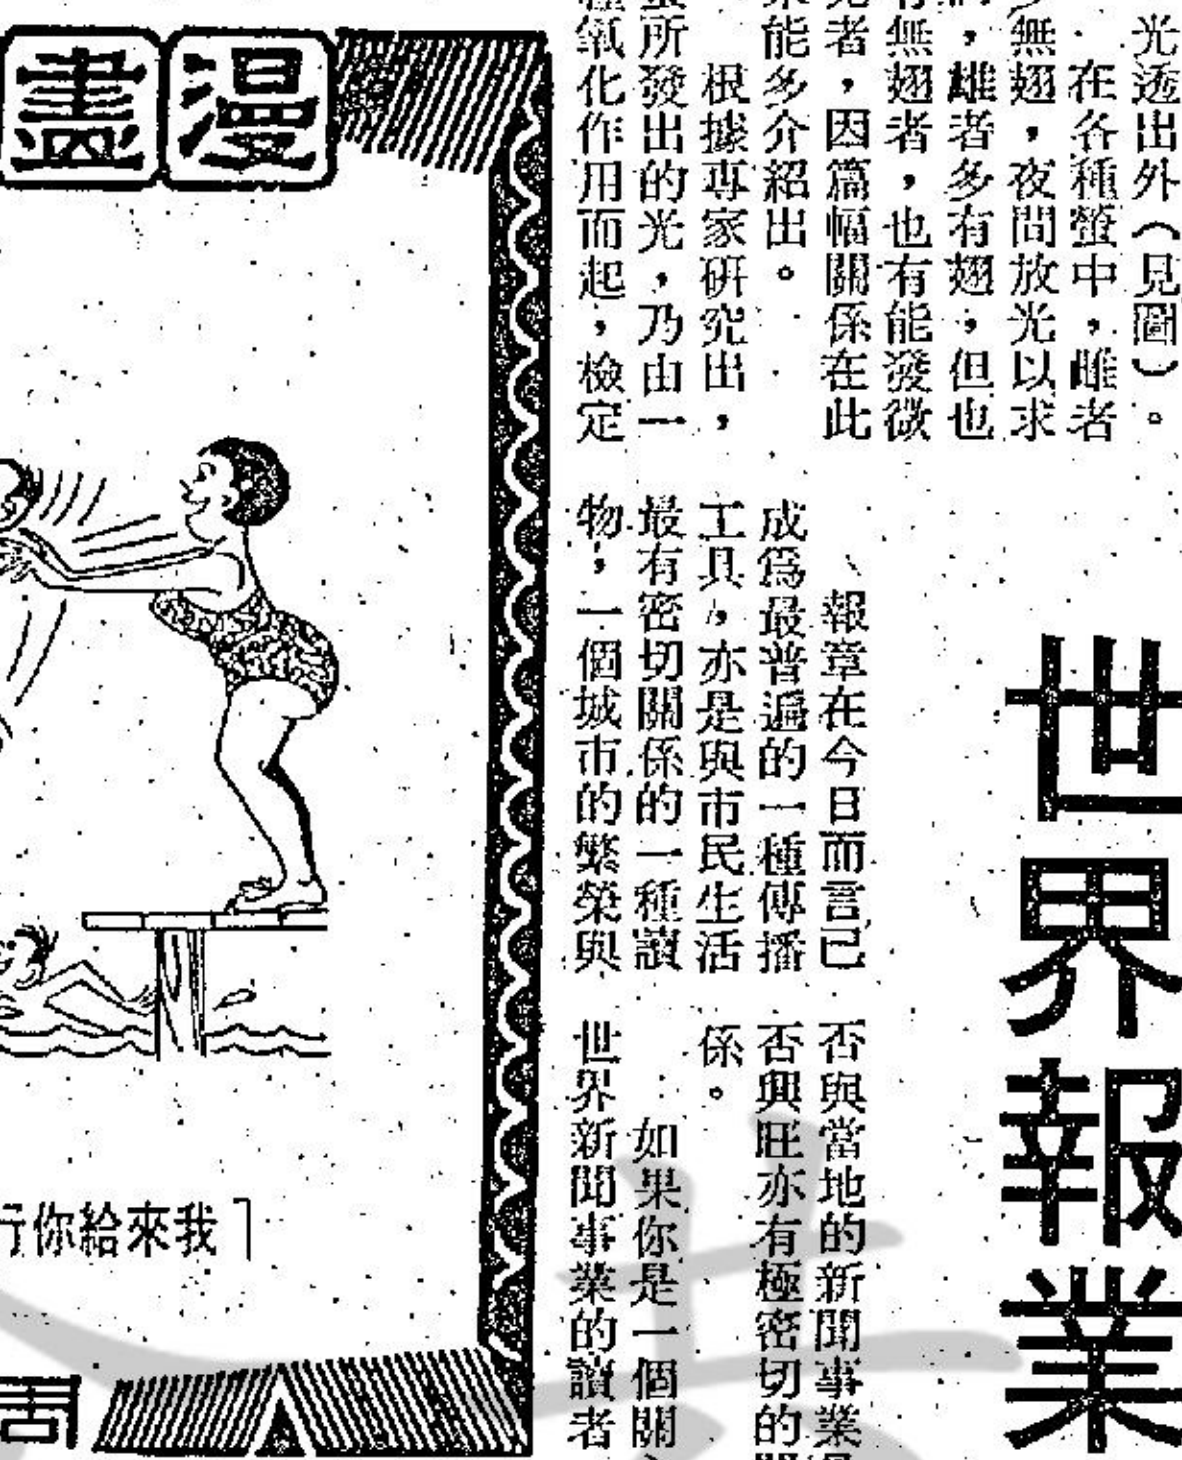 光透出外(見圖)。
在各種螢中，雌者
無翅，夜間放光以求
，雄者多有翅，但也
無翅者，也有能發微
者，因篇幅關係在此
能多介紹出。
根據專家研究出，
所發出的光，乃由一
種氧化作用而起，檢定
世界報業
報章在今日而言已
成爲最普遍的一種傳播
工具，亦是與市民生活
最有密切關係的一種讀
物，一個城市的繁榮與
否與當地的新聞事業
否興旺亦有極密切的
係。
如果你是一個關
世界新聞事業的讀者
漫畫
「我來給你行